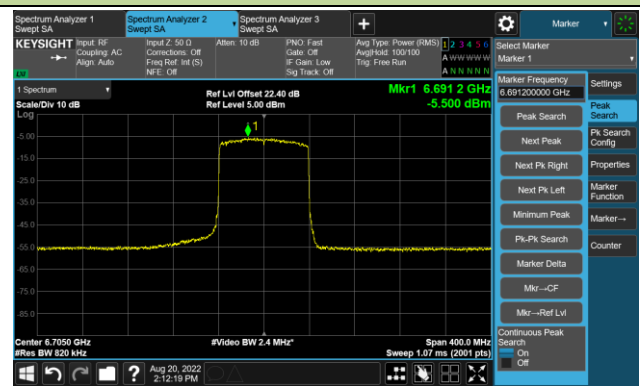 Spectrum Analyzer 1
Swept SA
Spectrum Analyzer 2
Swept SA
Spectrum Analyzer 3
Swept SA
+
Marker
KEYSIGHT
Input: RF
Coupling: AC
Align: Auto
Input Z: 50 Ω
Corrections: Off
Freq Ref: Int (S)
NFE: Off
Atten: 10 dB
PNO: Fast
Gate: Off
IF Gain: Low
Sig Track: Off
Avg Type: Power (RMS)
Avg|Hold: 100/100
Trig: Free Run
1 2 3 4 5 6
A W W W W W
A N N N N N
Select Marker
Marker 1
1 Spectrum
Scale/Div 10 dB
Log
Ref Lvl Offset 22.40 dB
Ref Level 5.00 dBm
Mkr1 6.691 2 GHz
-5.500 dBm
1
-5.00
-15.0
-25.0
-35.0
-45.0
-55.0
-65.0
-75.0
-85.0
Center 6.7050 GHz
#Res BW 820 kHz
#Video BW 2.4 MHz*
Span 400.0 MHz
Sweep 1.07 ms (2001 pts)
Marker Frequency
6.691200000 GHz
Peak Search
Next Peak
Next Pk Right
Next Pk Left
Minimum Peak
Pk-Pk Search
Marker Delta
Mkr→CF
Mkr→Ref Lvl
Continuous Peak
Search
On
Off
Settings
Peak
Search
Pk Search
Config
Properties
Marker
Function
Marker→
Counter
?
Aug 20, 2022
2:12:19 PM